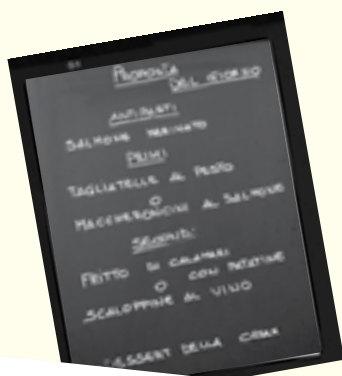 PROPOSTA
DEL GIORNO
ANTIPASTI
SALMONE MARINATO
PRIMI
TAGLIATELLE AL PESTO
O
MACCHERONCINI AL SALMONE
SECONDI:
FRITTO DI CALAMARI
O CON PATATINE
SCALOPPINE AL VINO
DESSERT DELLA CASA